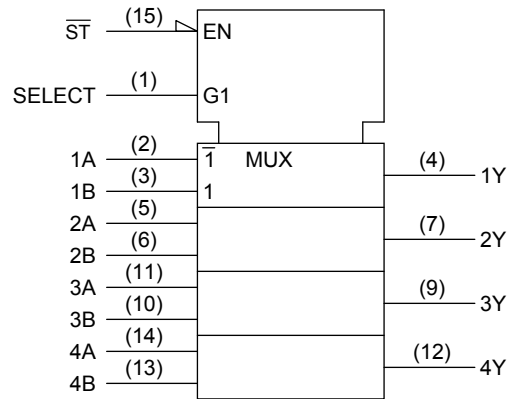 S̅T̅ (15) EN
SELECT (1) G1
1A (2) 1̅ MUX (4) 1Y
1B (3) 1
2A (5) (7) 2Y
2B (6)
3A (11) (9) 3Y
3B (10)
4A (14) (12) 4Y
4B (13)